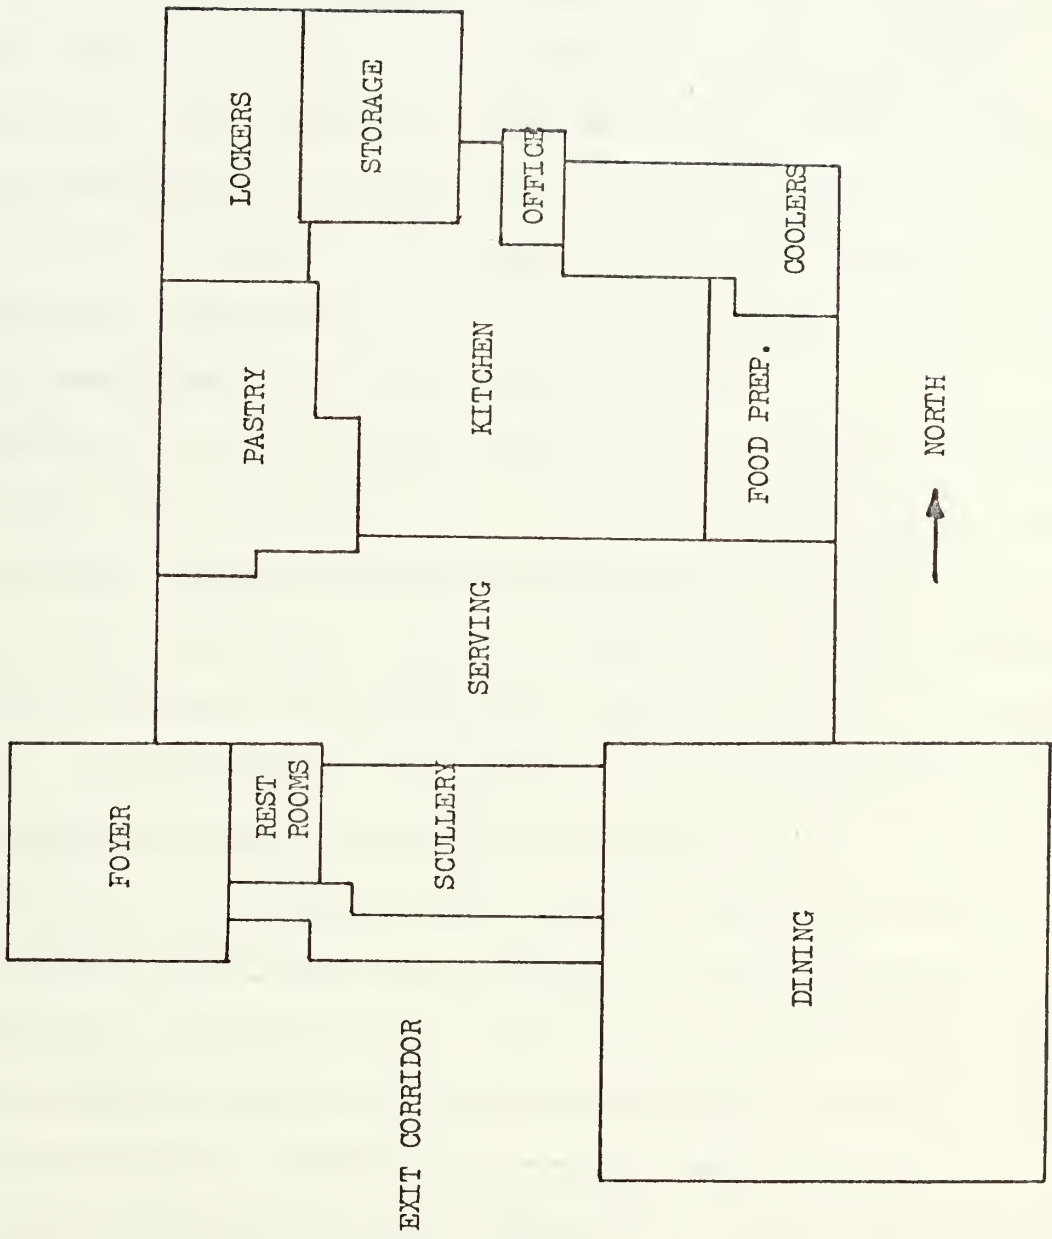 FOYER
LOCKERS
PASTRY
REST
ROOMS
STORAGE
EXIT CORRIDOR
SCULLERY
SERVING
KITCHEN
OFFICE
FOOD PREP.
COOLERS
DINING
NORTH